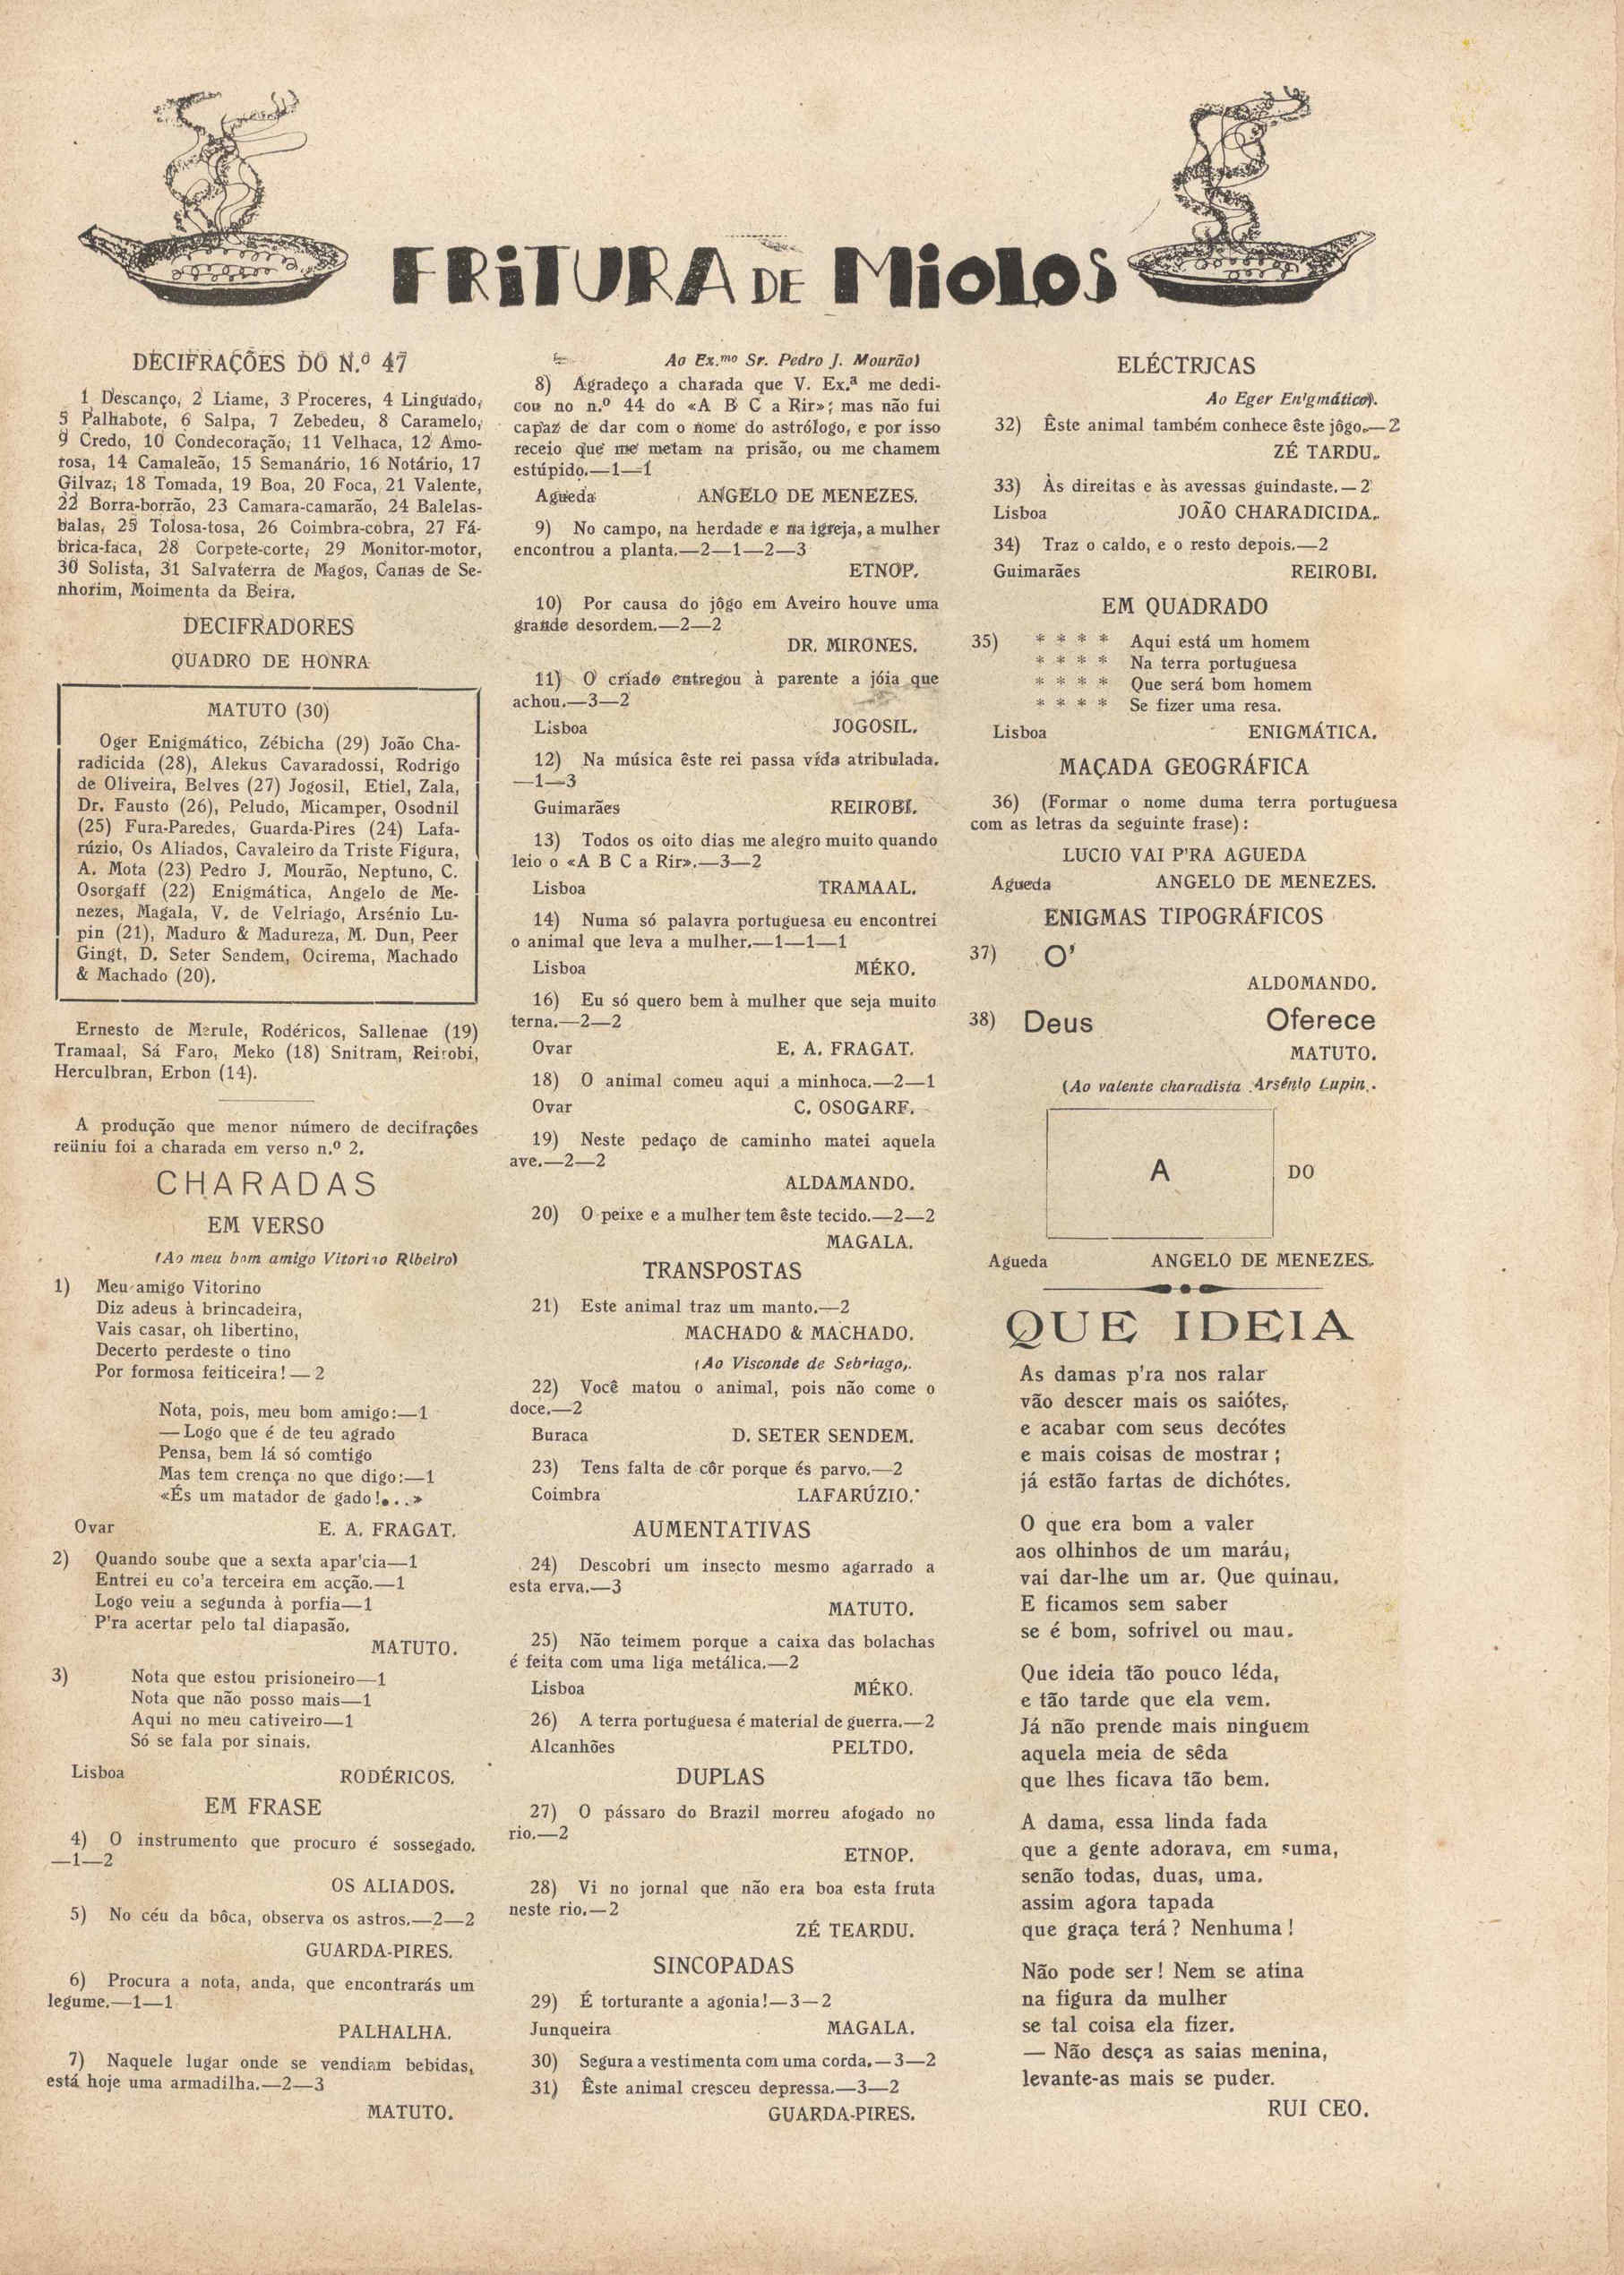 FRITURA DE MIOLOS
DECIFRAÇÕES DO N.º 47
1 Descanço, 2 Liame, 3 Proceres, 4 Linguado,
5 Palhabote, 6 Salpa, 7 Zebedeu, 8 Caramelo,
9 Credo, 10 Condecoração, 11 Velhaca, 12 Amo-
rosa, 14 Camaleão, 15 Semanário, 16 Notário, 17
Gilvaz, 18 Tomada, 19 Boa, 20 Foca, 21 Valente,
22 Borra-borrão, 23 Camara-camarão, 24 Balelas-
balas, 25 Tolosa-tosa, 26 Coimbra-cobra, 27 Fá-
brica-faca, 28 Corpete-corte, 29 Monitor-motor,
30 Solista, 31 Salvaterra de Magos, Canas de Se-
nhorim, Moimenta da Beira.
DECIFRADORES
QUADRO DE HONRA
MATUTO (30)
Oger Enigmático, Zébicha (29) João Cha-
radicida (28), Alekus Cavaradossi, Rodrigo
de Oliveira, Belves (27) Jogosil, Etiel, Zala,
Dr. Fausto (26), Peludo, Micamper, Osodnil
(25) Fura-Paredes, Guarda-Pires (24) Lafa-
rúzio, Os Aliados, Cavaleiro da Triste Figura,
A. Mota (23) Pedro J. Mourão, Neptuno, C.
Osorgaff (22) Enigmática, Angelo de Me-
nezes, Magala, V. de Velriago, Arsénio Lu-
pin (21), Maduro & Madureza, M. Dun, Peer
Gingt, D. Seter Sendem, Ocirema, Machado
& Machado (20).
Ernesto de Merule, Rodéricos, Sallenae (19)
Tramaal, Sá Faro, Meko (18) Snitram, Reirobi,
Herculbran, Erbon (14).
A produção que menor número de decifrações
reüniu foi a charada em verso n.º 2.
CHARADAS
EM VERSO
(Ao meu bom amigo Vitorino Ribeiro)
1) Meu amigo Vitorino
Diz adeus à brincadeira,
Vais casar, oh libertino,
Decerto perdeste o tino
Por formosa feiticeira!—2
Nota, pois, meu bom amigo:—1
—Logo que é de teu agrado
Pensa, bem lá só comtigo
Mas tem crença no que digo:—1
«És um matador de gado!...»
Ovar E. A. FRAGAT.
2) Quando soube que a sexta apar'cia—1
Entrei eu co'a terceira em acção.—1
Logo veiu a segunda à porfia—1
P'ra acertar pelo tal diapasão.
MATUTO.
3) Nota que estou prisioneiro—1
Nota que não posso mais—1
Aqui no meu cativeiro—1
Só se fala por sinais.
Lisboa RODÉRICOS.
EM FRASE
4) O instrumento que procuro é sossegado.
—1—2
OS ALIADOS.
5) No céu da bôca, observa os astros.—2—2
GUARDA-PIRES.
6) Procura a nota, anda, que encontrarás um
legume.—1—1
PALHALHA.
7) Naquele lugar onde se vendiam bebidas,
está hoje uma armadilha.—2—3
MATUTO.
Ao Ex.mo Sr. Pedro J. Mourão)
8) Agradeço a charada que V. Ex.ª me dedi-
cou no n.º 44 do «A B C a Rir»; mas não fui
capaz de dar com o nome do astrólogo, e por isso
receio que me metam na prisão, ou me chamem
estúpido.—1—1
Agueda ANGELO DE MENEZES.
9) No campo, na herdade e na igreja, a mulher
encontrou a planta.—2—1—2—3
ETNOP.
10) Por causa do jôgo em Aveiro houve uma
grande desordem.—2—2
DR. MIRONES.
11) O criado entregou à parente a jóia que
achou.—3—2
Lisboa JOGOSIL.
12) Na música êste rei passa vida atribulada.
—1—3
Guimarães REIROBI.
13) Todos os oito dias me alegro muito quando
leio o «A B C a Rir».—3—2
Lisboa TRAMAAL.
14) Numa só palavra portuguesa eu encontrei
o animal que leva a mulher.—1—1—1
Lisboa MÉKO.
16) Eu só quero bem à mulher que seja muito
terna.—2—2
Ovar E. A. FRAGAT.
18) O animal comeu aqui a minhoca.—2—1
Ovar C. OSOGARF.
19) Neste pedaço de caminho matei aquela
ave.—2—2
ALDAMANDO.
20) O peixe e a mulher tem êste tecido.—2—2
MAGALA.
TRANSPOSTAS
21) Este animal traz um manto.—2
MACHADO & MACHADO.
(Ao Visconde de Sebriago).
22) Você matou o animal, pois não come o
doce.—2
Buraca D. SETER SENDEM.
23) Tens falta de côr porque és parvo.—2
Coimbra LAFARÚZIO.
AUMENTATIVAS
24) Descobri um insecto mesmo agarrado a
esta erva.—3
MATUTO.
25) Não teimem porque a caixa das bolachas
é feita com uma liga metálica.—2
Lisboa MÉKO.
26) A terra portuguesa é material de guerra.—2
Alcanhões PELTDO.
DUPLAS
27) O pássaro do Brazil morreu afogado no
rio.—2
ETNOP.
28) Vi no jornal que não era boa esta fruta
neste rio.—2
ZÉ TEARDU.
SINCOPADAS
29) É torturante a agonia!—3—2
Junqueira MAGALA.
30) Segura a vestimenta com uma corda.—3—2
31) Êste animal cresceu depressa.—3—2
GUARDA-PIRES.
ELÉCTRICAS
Ao Eger Enigmático).
32) Êste animal também conhece êste jôgo.—2
ZÉ TARDU.
33) Às direitas e às avessas guindaste.—2
Lisboa JOÃO CHARADICIDA.
34) Traz o caldo, e o resto depois.—2
Guimarães REIROBI.
EM QUADRADO
35) * * * * Aqui está um homem
* * * * Na terra portuguesa
* * * * Que será bom homem
* * * * Se fizer uma resa.
Lisboa ENIGMÁTICA.
MAÇADA GEOGRÁFICA
36) (Formar o nome duma terra portuguesa
com as letras da seguinte frase):
LUCIO VAI P'RA AGUEDA
Agueda ANGELO DE MENEZES.
ENIGMAS TIPOGRÁFICOS
37) O'
ALDOMANDO.
38) Deus Oferece
MATUTO.
(Ao valente charadista Arsénio Lupin.
A DO
Agueda ANGELO DE MENEZES.
QUE IDEIA
As damas p'ra nos ralar
vão descer mais os saiótes,
e acabar com seus decótes
e mais coisas de mostrar;
já estão fartas de dichótes.
O que era bom a valer
aos olhinhos de um maráu,
vai dar-lhe um ar. Que quinau.
E ficamos sem saber
se é bom, sofrivel ou mau.
Que ideia tão pouco léda,
e tão tarde que ela vem.
Já não prende mais ninguem
aquela meia de sêda
que lhes ficava tão bem.
A dama, essa linda fada
que a gente adorava, em suma,
senão todas, duas, uma.
assim agora tapada
que graça terá? Nenhuma!
Não pode ser! Nem se atina
na figura da mulher
se tal coisa ela fizer.
— Não desça as saias menina,
levante-as mais se puder.
RUI CEO.